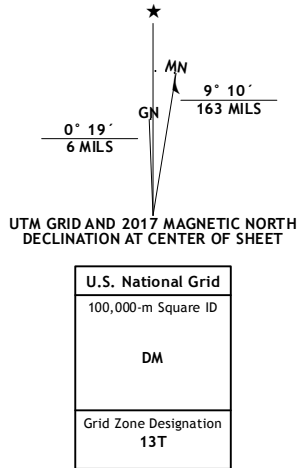 MN
GN
9° 10´
163 MILS
0° 19´
6 MILS
UTM GRID AND 2017 MAGNETIC NORTH
DECLINATION AT CENTER OF SHEET
U.S. National Grid
100,000-m Square ID
DM
Grid Zone Designation
13T